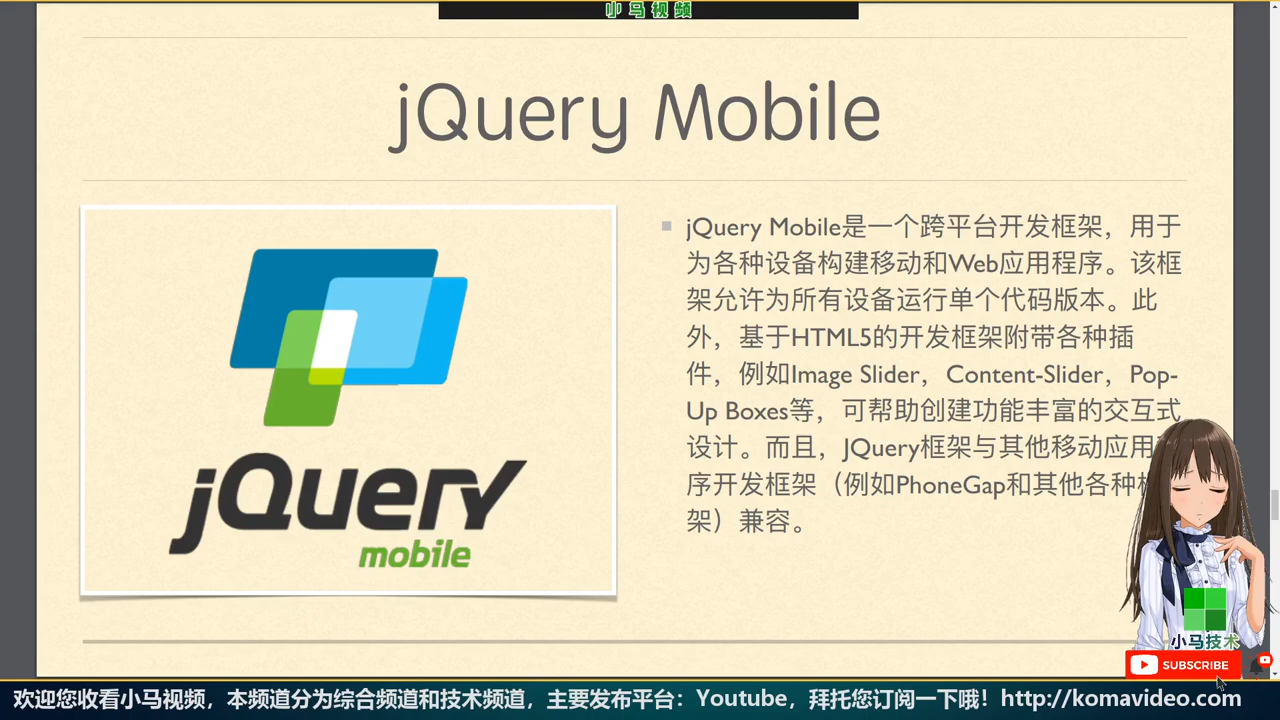 小马视频
jQuery Mobile
jQuery
mobile
jQuery Mobile是一个跨平台开发框架，用于
为各种设备构建移动和Web应用程序。该框
架允许为所有设备运行单个代码版本。此
外，基于HTML5的开发框架附带各种插
件，例如Image Slider，Content-Slider，Pop-
Up Boxes等，可帮助创建功能丰富的交互式
设计。而且，JQuery框架与其他移动应用
序开发框架（例如PhoneGap和其他各种
架）兼容。
小马技术
SUBSCRIBE
欢迎您收看小马视频，本频道分为综合频道和技术频道，主要发布平台：Youtube，拜托您订阅一下哦！http://komavideo.com